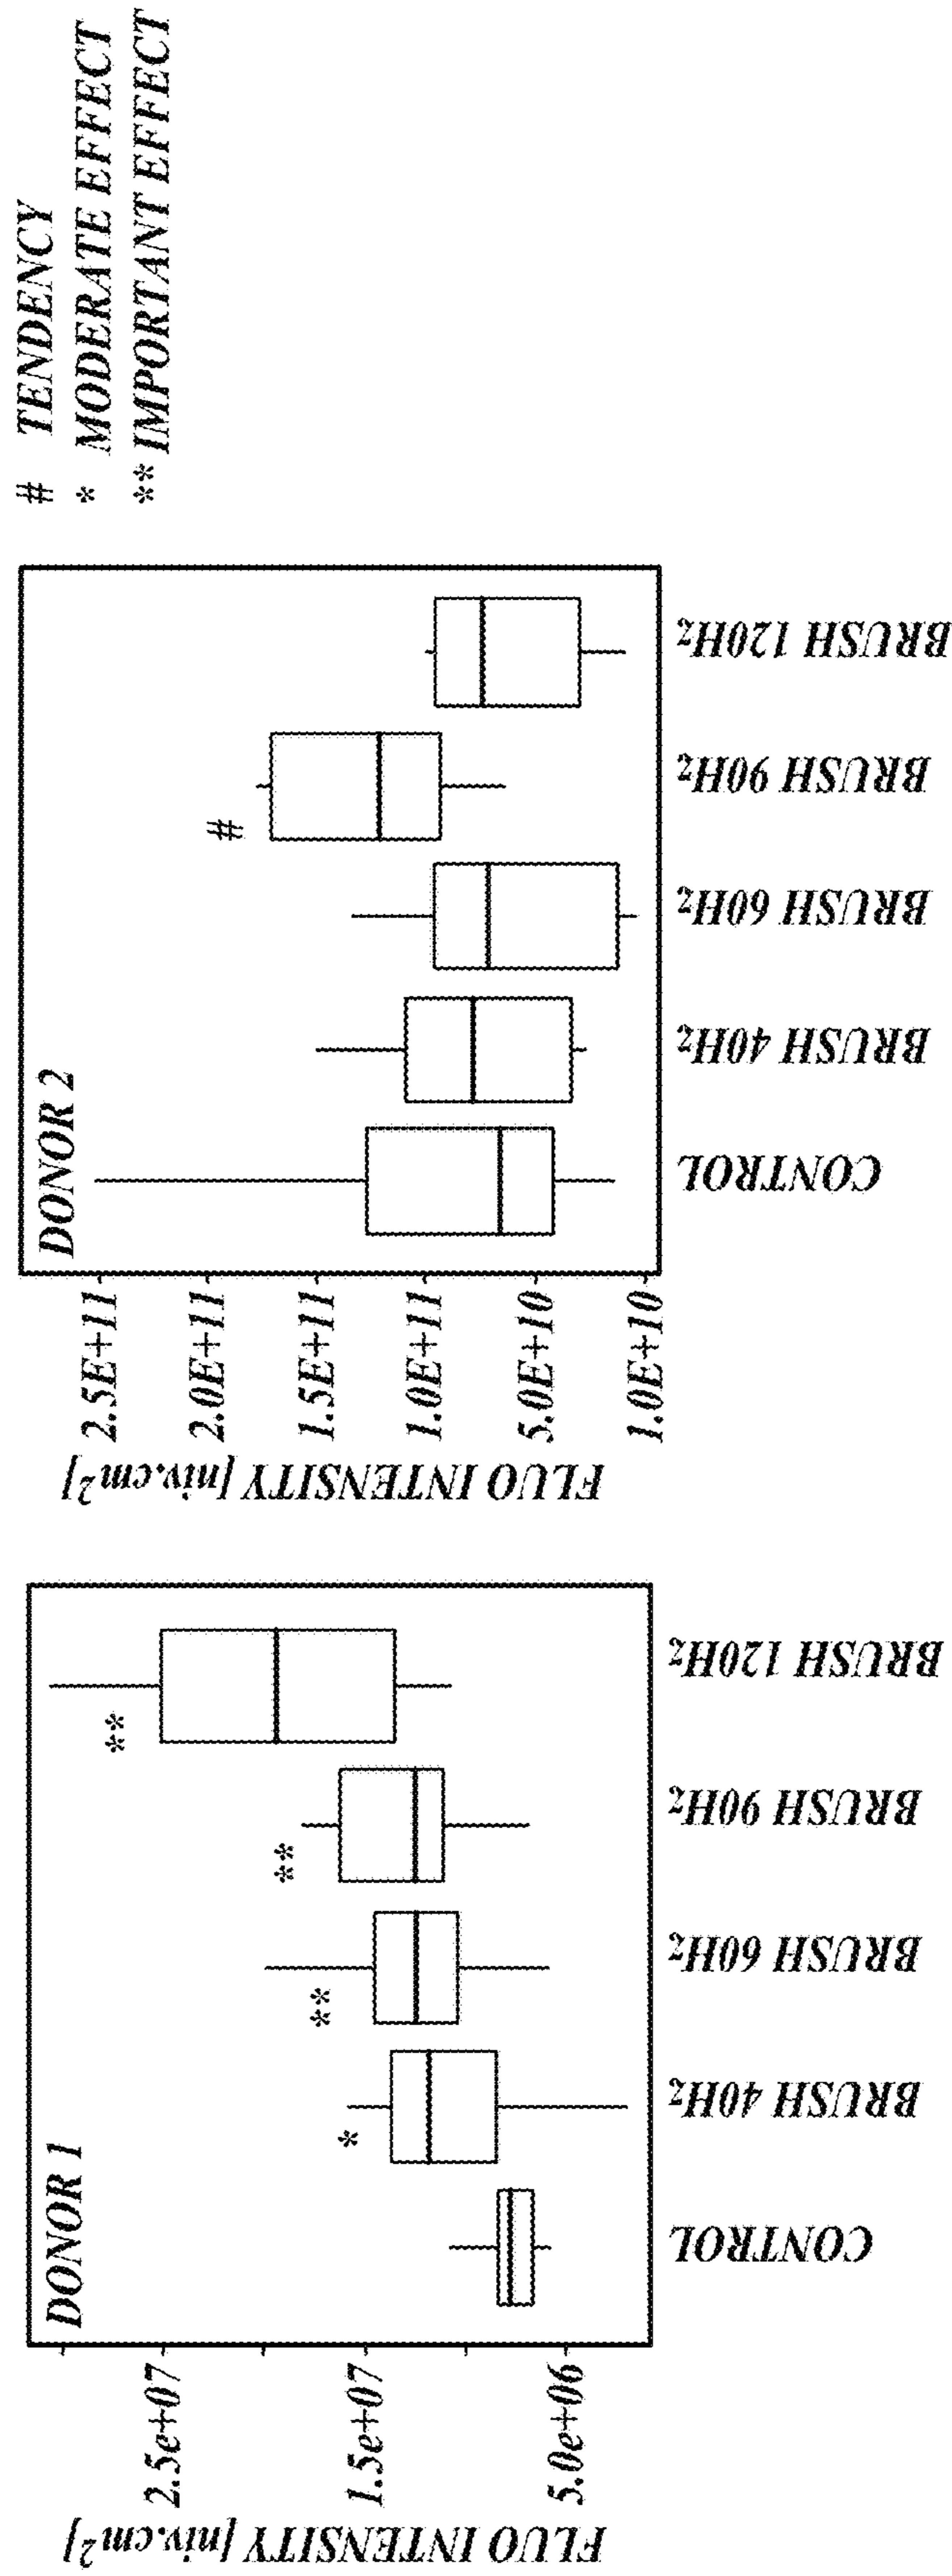 DONOR 1
FLUO INTENSITY [niv.cm²]
2.5e+07
1.5e+07
5.0e+06
**
**
**
*
CONTROL
BRUSH 40Hz
BRUSH 60Hz
BRUSH 90Hz
BRUSH 120Hz
DONOR 2
FLUO INTENSITY [niv.cm²]
2.5E+11
2.0E+11
1.5E+11
1.0E+11
5.0E+10
1.0E+10
#
CONTROL
BRUSH 40Hz
BRUSH 60Hz
BRUSH 90Hz
BRUSH 120Hz
# TENDENCY
* MODERATE EFFECT
** IMPORTANT EFFECT